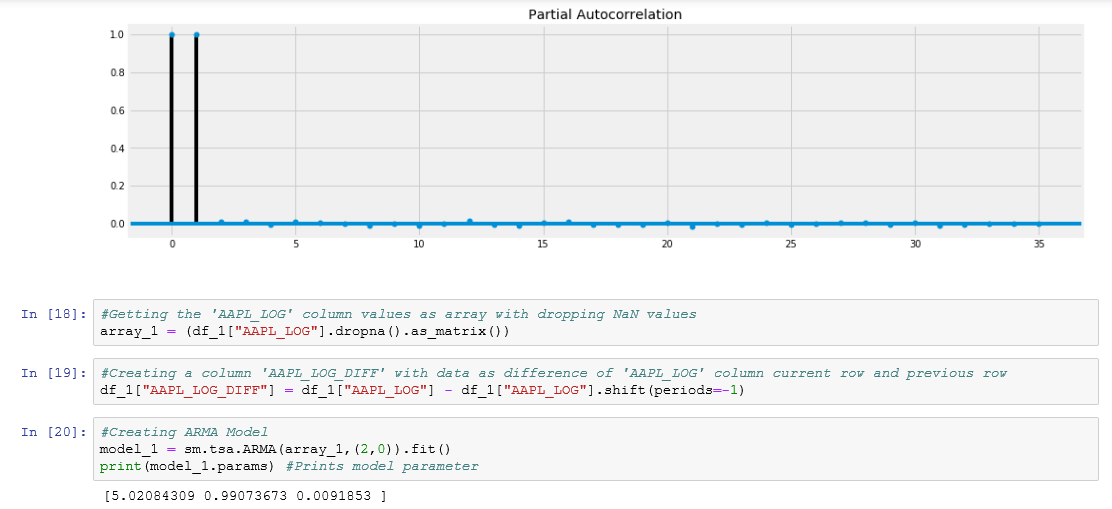 Partial Autocorrelation
1.0
0.8
0.6
0.4
0.2
0.0
0 5 10 15 20 25 30 35
In [18]: #Getting the 'AAPL_LOG' column values as array with dropping NaN values
array_1 = (df_1["AAPL_LOG"].dropna().as_matrix())
In [19]: #Creating a column 'AAPL_LOG_DIFF' with data as difference of 'AAPL_LOG' column current row and previous row
df_1["AAPL_LOG_DIFF"] = df_1["AAPL_LOG"] - df_1["AAPL_LOG"].shift(periods=-1)
In [20]: #Creating ARMA Model
model_1 = sm.tsa.ARMA(array_1,(2,0)).fit()
print(model_1.params) #Prints model parameter
[5.02084309 0.99073673 0.0091853 ]